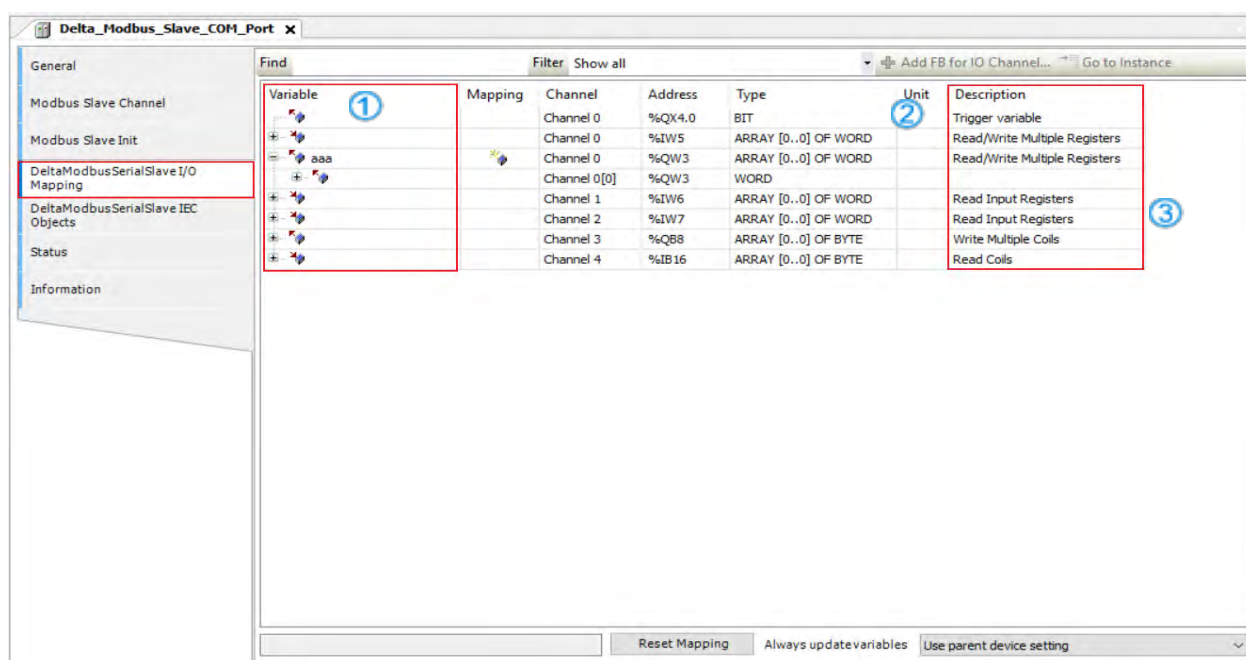 Delta_Modbus_Slave_COM_Port X
General
Modbus Slave Channel
Modbus Slave Init
DeltaModbusSerialSlave I/O
Mapping
DeltaModbusSerialSlave IEC
Objects
Status
Information
Find Filter Show all Add FB for IO Channel... Go to Instance
Variable Mapping Channel Address Type Unit Description
1 2 3
Channel 0 %QX4.0 BIT Trigger variable
Channel 0 %IW5 ARRAY [0..0] OF WORD Read/Write Multiple Registers
aaa Channel 0 %QW3 ARRAY [0..0] OF WORD Read/Write Multiple Registers
Channel 0[0] %QW3 WORD
Channel 1 %IW6 ARRAY [0..0] OF WORD Read Input Registers
Channel 2 %IW7 ARRAY [0..0] OF WORD Read Input Registers
Channel 3 %QB8 ARRAY [0..0] OF BYTE Write Multiple Coils
Channel 4 %IB16 ARRAY [0..0] OF BYTE Read Coils
Reset Mapping Always update variables Use parent device setting